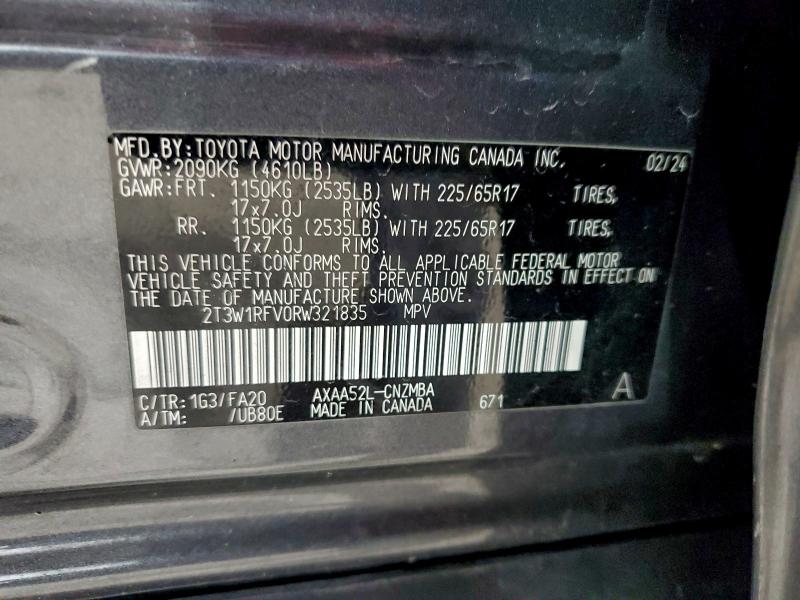 MFD.BY:TOYOTA MOTOR MANUFACTURING CANADA INC. 02/24
GVWR:2090KG (4610LB)
GAWR:FRT. 1150KG (2535LB) WITH 225/65R17 TIRES,
17x7.0J RIMS.
RR. 1150KG (2535LB) WITH 225/65R17 TIRES,
17x7.0J RIMS.
THIS VEHICLE CONFORMS TO ALL APPLICABLE FEDERAL MOTOR
VEHICLE SAFETY AND THEFT PREVENTION STANDARDS IN EFFECT ON
THE DATE OF MANUFACTURE SHOWN ABOVE.
2T3W1RFV0RW321835 MPV
C/TR:1G3/FA20 AXAA52L-CNZMBA
A/TM: /UB80E MADE IN CANADA 671 A